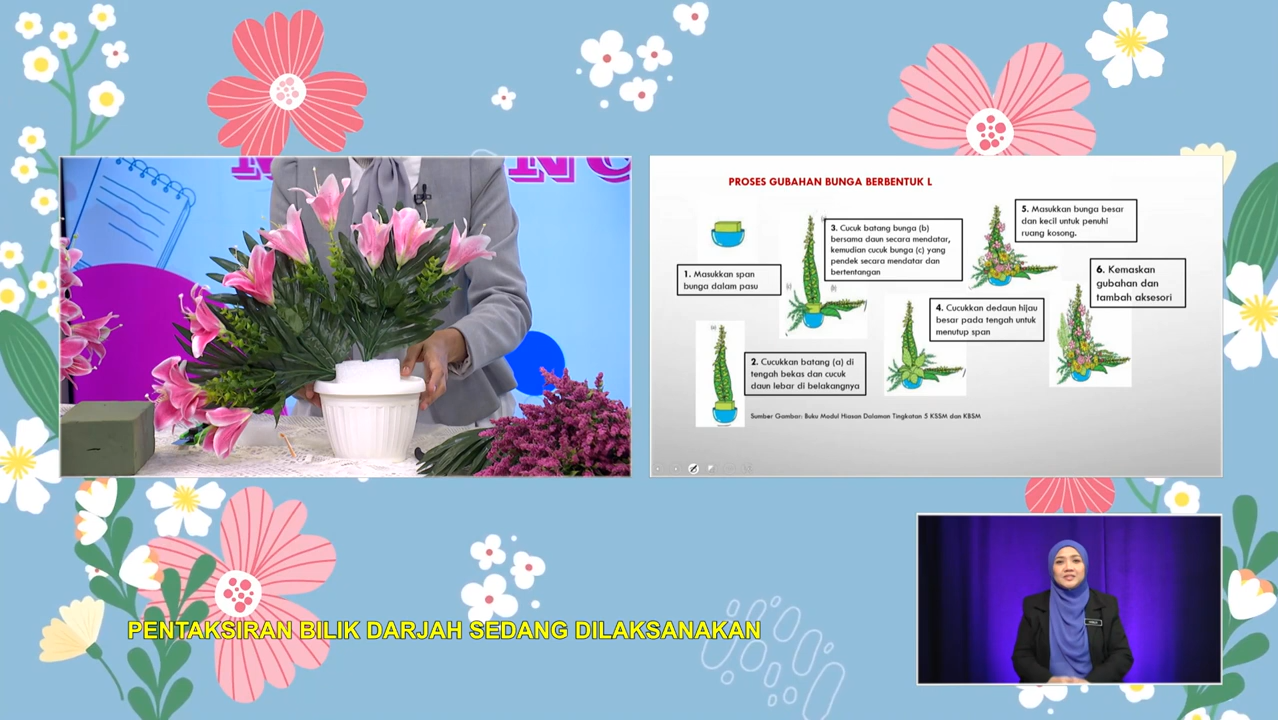 PROSES GUBAHAN BUNGA BERBENTUK L
1. Masukkan span
bunga dalam pasu
2. Cucukkan batang (a) di
tengah bekas dan cucuk
daun lebar di belakangnya
3. Cucuk batang bunga (b)
bersama daun secara mendatar,
kemudian cucuk bunga (c) yang
pendek secara mendatar dan
bertentangan
4. Cucukkan dedaun hijau
besar pada tengah untuk
menutup span
5. Masukkan bunga besar
dan kecil untuk penuhi
ruang kosong.
6. Kemaskan
gubahan dan
tambah aksesori
Sumber Gambar: Buku Modul Hiasan Dalaman Tingkatan 5 KSSM dan KBSM
PENTAKSIRAN BILIK DARJAH SEDANG DILAKSANAKAN